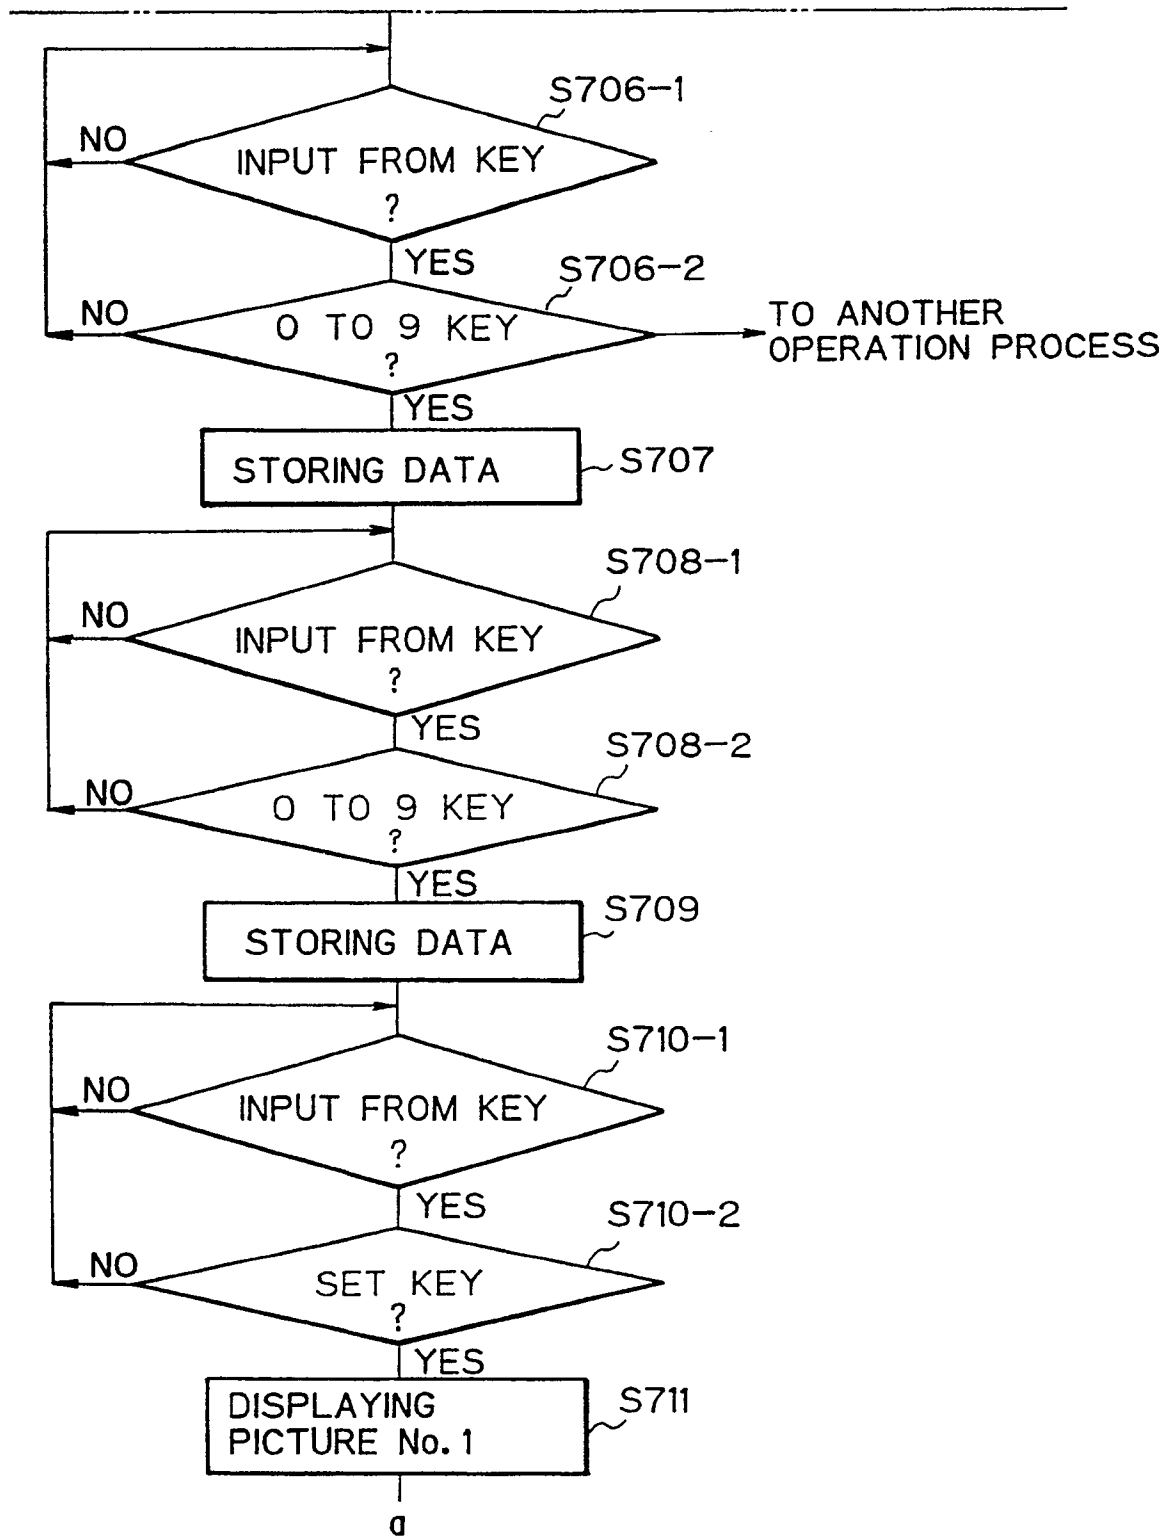 S706-1
NO
INPUT FROM KEY
?
YES
S706-2
NO
0 TO 9 KEY
?
TO ANOTHER
OPERATION PROCESS
YES
STORING DATA
S707
S708-1
NO
INPUT FROM KEY
?
YES
S708-2
NO
0 TO 9 KEY
?
YES
STORING DATA
S709
S710-1
NO
INPUT FROM KEY
?
YES
S710-2
NO
SET KEY
?
YES
DISPLAYING
PICTURE No. 1
S711
a